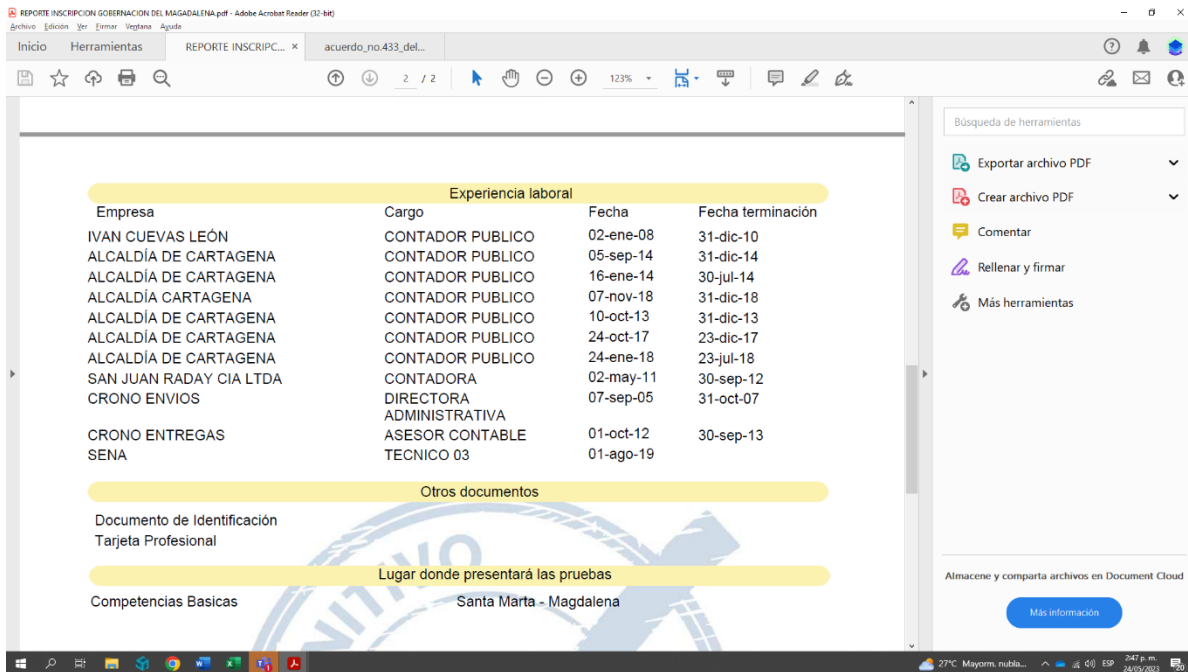 REPORTE INSCRIPCION GOBERNACION DEL MAGADALENA.pdf - Adobe Acrobat Reader (32-bit)
Archivo Edición Ver Firmar Ventana Ayuda
Inicio Herramientas REPORTE INSCRIPC... × acuerdo_no.433_del...
2 / 2 123%
Búsqueda de herramientas
Exportar archivo PDF
Crear archivo PDF
Comentar
Rellenar y firmar
Más herramientas
Experiencia laboral
Empresa Cargo Fecha Fecha terminación
IVAN CUEVAS LEÓN CONTADOR PUBLICO 02-ene-08 31-dic-10
ALCALDÍA DE CARTAGENA CONTADOR PUBLICO 05-sep-14 31-dic-14
ALCALDÍA DE CARTAGENA CONTADOR PUBLICO 16-ene-14 30-jul-14
ALCALDÍA CARTAGENA CONTADOR PUBLICO 07-nov-18 31-dic-18
ALCALDÍA DE CARTAGENA CONTADOR PUBLICO 10-oct-13 31-dic-13
ALCALDÍA DE CARTAGENA CONTADOR PUBLICO 24-oct-17 23-dic-17
ALCALDÍA DE CARTAGENA CONTADOR PUBLICO 24-ene-18 23-jul-18
SAN JUAN RADAY CIA LTDA CONTADORA 02-may-11 30-sep-12
CRONO ENVIOS DIRECTORA 07-sep-05 31-oct-07
ADMINISTRATIVA
CRONO ENTREGAS ASESOR CONTABLE 01-oct-12 30-sep-13
SENA TECNICO 03 01-ago-19
Otros documentos
Documento de Identificación
Tarjeta Profesional
Lugar donde presentará las pruebas
Competencias Basicas Santa Marta - Magdalena
NITIVO
Almacene y comparta archivos en Document Cloud
Más información
27°C Mayorm. nubla... ESP 2:47 p. m.
24/05/2023